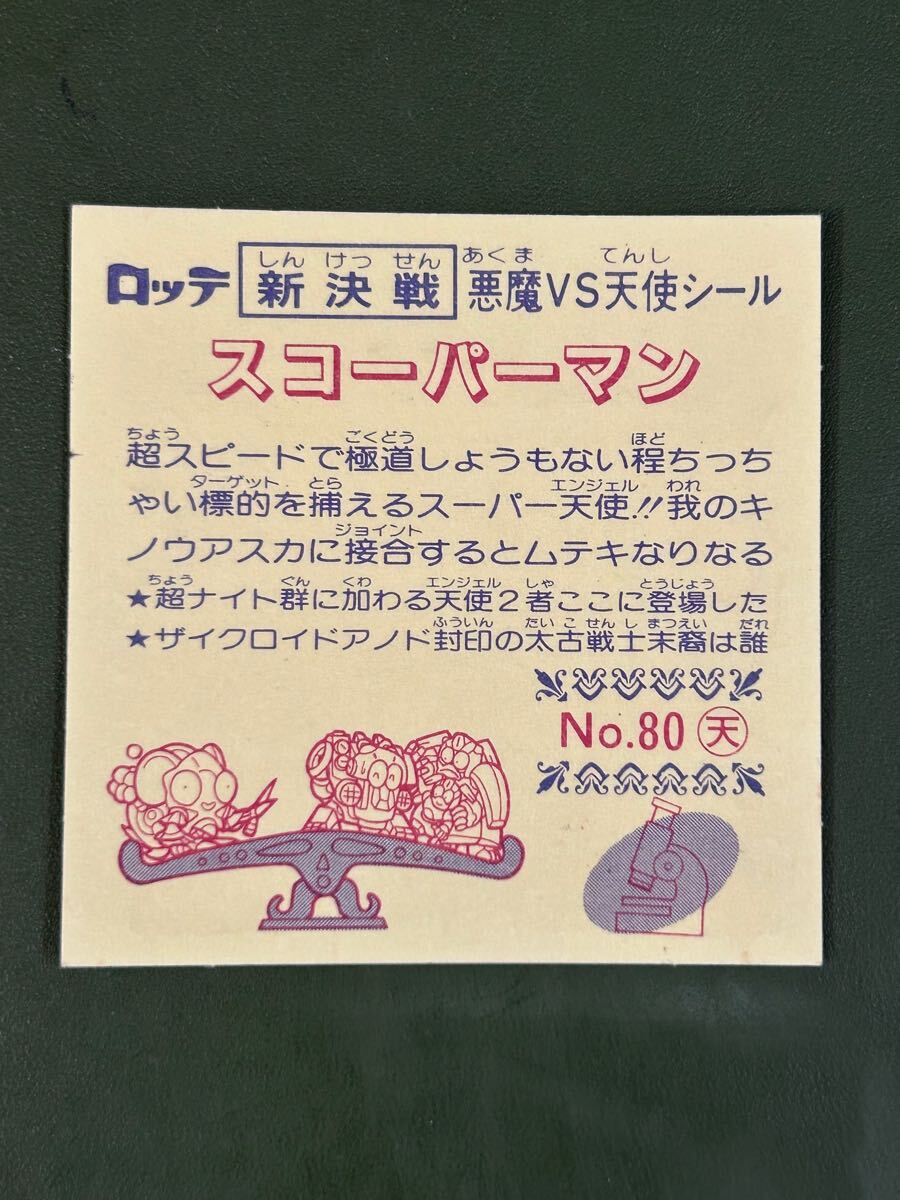 しん けっ せん あくま てんし
ロッテ 新決戦 悪魔VS天使シール
スコーパーマン
ちょう ごくどう ほど
超スピードで極道しょうもない程ちっち
ターゲット とら エンジェル われ
ゃい標的を捕えるスーパー天使!!我のキ
ジョイント
ノウアスカに接合するとムテキなりなる
ちょう ぐん くわ エンジェル しゃ とうじょう
★超ナイト群に加わる天使2者ここに登場した
ふういん たいこせんしまつえい だれ
★ザイクロイドアノド封印の太古戦士末裔は誰
No.80 天